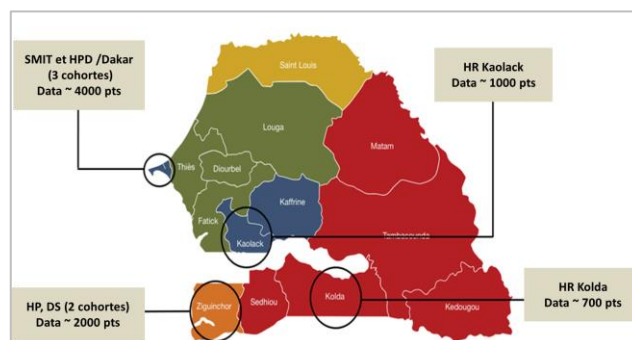 SMIT et HPD /Dakar
(3 cohortes)
Data ~ 4000 pts
HR Kaolack
Data ~ 1000 pts
Saint Louis
Louga
Matam
Thiès
Diourbel
Fatick
Kaffrine
Kaolack
Tambacounda
HP, DS (2 cohortes)
Data ~ 2000 pts
Ziguinchor
Sedhiou
Kolda
Kedougou
HR Kolda
Data ~ 700 pts